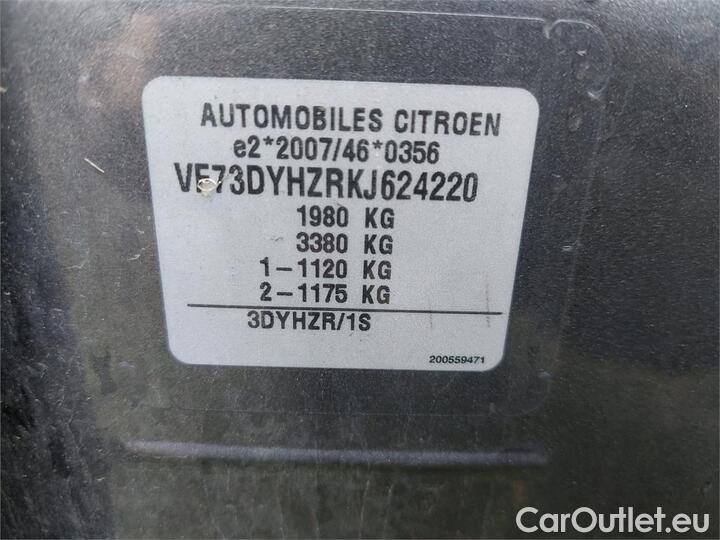 AUTOMOBILES CITROEN
e2*2007/46*0356
VF73DYHZRKJ624220
1980 KG
3380 KG
1-1120 KG
2-1175 KG
3DYHZR/1S
200559471
CarOutlet.eu